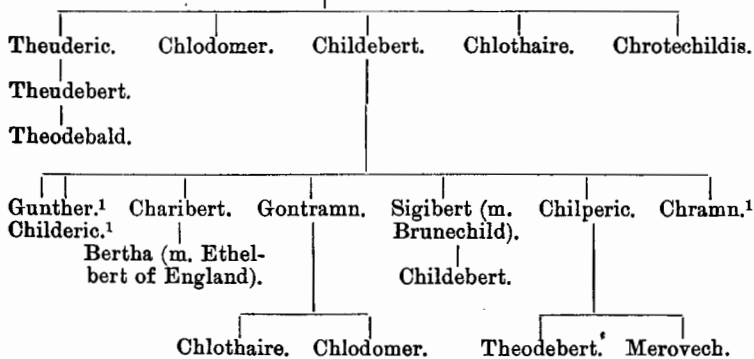 Theuderic. Chlodomer. Childebert. Chlothaire. Chrotechildis.
Theudebert.
Theodebald.
Gunther.¹ Charibert. Gontramn. Sigibert (m. Chilperic. Chramn.¹
Childeric.¹ Brunechild).
Bertha (m. Ethel-
bert of England). Childebert.
Chlothaire. Chlodomer. Theodebert. Merovech.